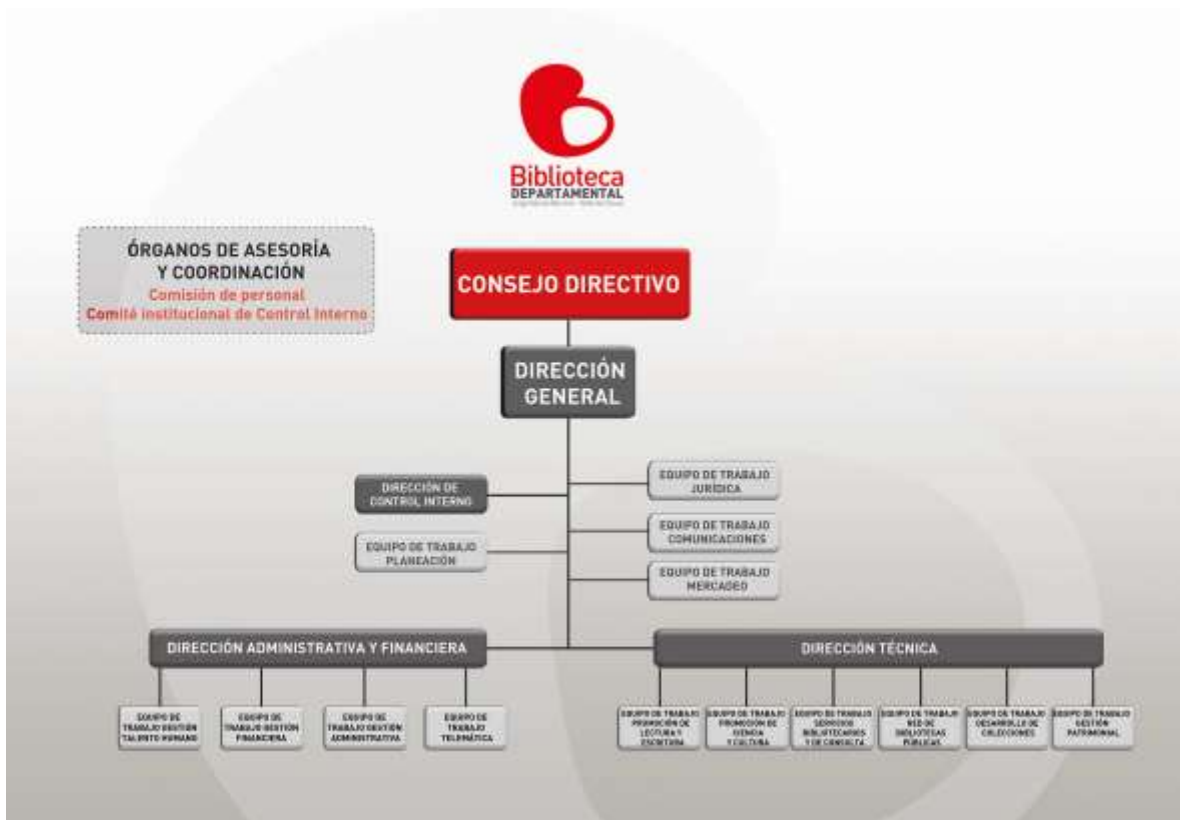 Biblioteca
DEPARTAMENTAL
ÓRGANOS DE ASESORÍA
Y COORDINACIÓN
Comisión de personal
Comité institucional de Control Interno
CONSEJO DIRECTIVO
DIRECCIÓN
GENERAL
DIRECCIÓN DE
CONTROL INTERNO
EQUIPO DE TRABAJO
JURÍDICA
EQUIPO DE TRABAJO
PLANEACIÓN
EQUIPO DE TRABAJO
COMUNICACIONES
EQUIPO DE TRABAJO
MERCADEO
DIRECCIÓN ADMINISTRATIVA Y FINANCIERA
DIRECCIÓN TÉCNICA
EQUIPO DE
TRABAJO GESTIÓN
TALENTO HUMANO
EQUIPO DE
TRABAJO GESTIÓN
FINANCIERA
EQUIPO DE
TRABAJO GESTIÓN
ADMINISTRATIVA
EQUIPO DE
TRABAJO
TELEMÁTICA
EQUIPO DE TRABAJO
PROMOCIÓN DE
LECTURA Y
ESCRITURA
EQUIPO DE TRABAJO
PROMOCIÓN DE
CIENCIA
Y CULTURA
EQUIPO DE TRABAJO
SERVICIOS
BIBLIOTECARIOS
Y DE CONSULTA
EQUIPO DE TRABAJO
RED DE
BIBLIOTECAS
PÚBLICAS
EQUIPO DE TRABAJO
DESARROLLO DE
COLECCIONES
EQUIPO DE TRABAJO
GESTIÓN
PATRIMONIAL